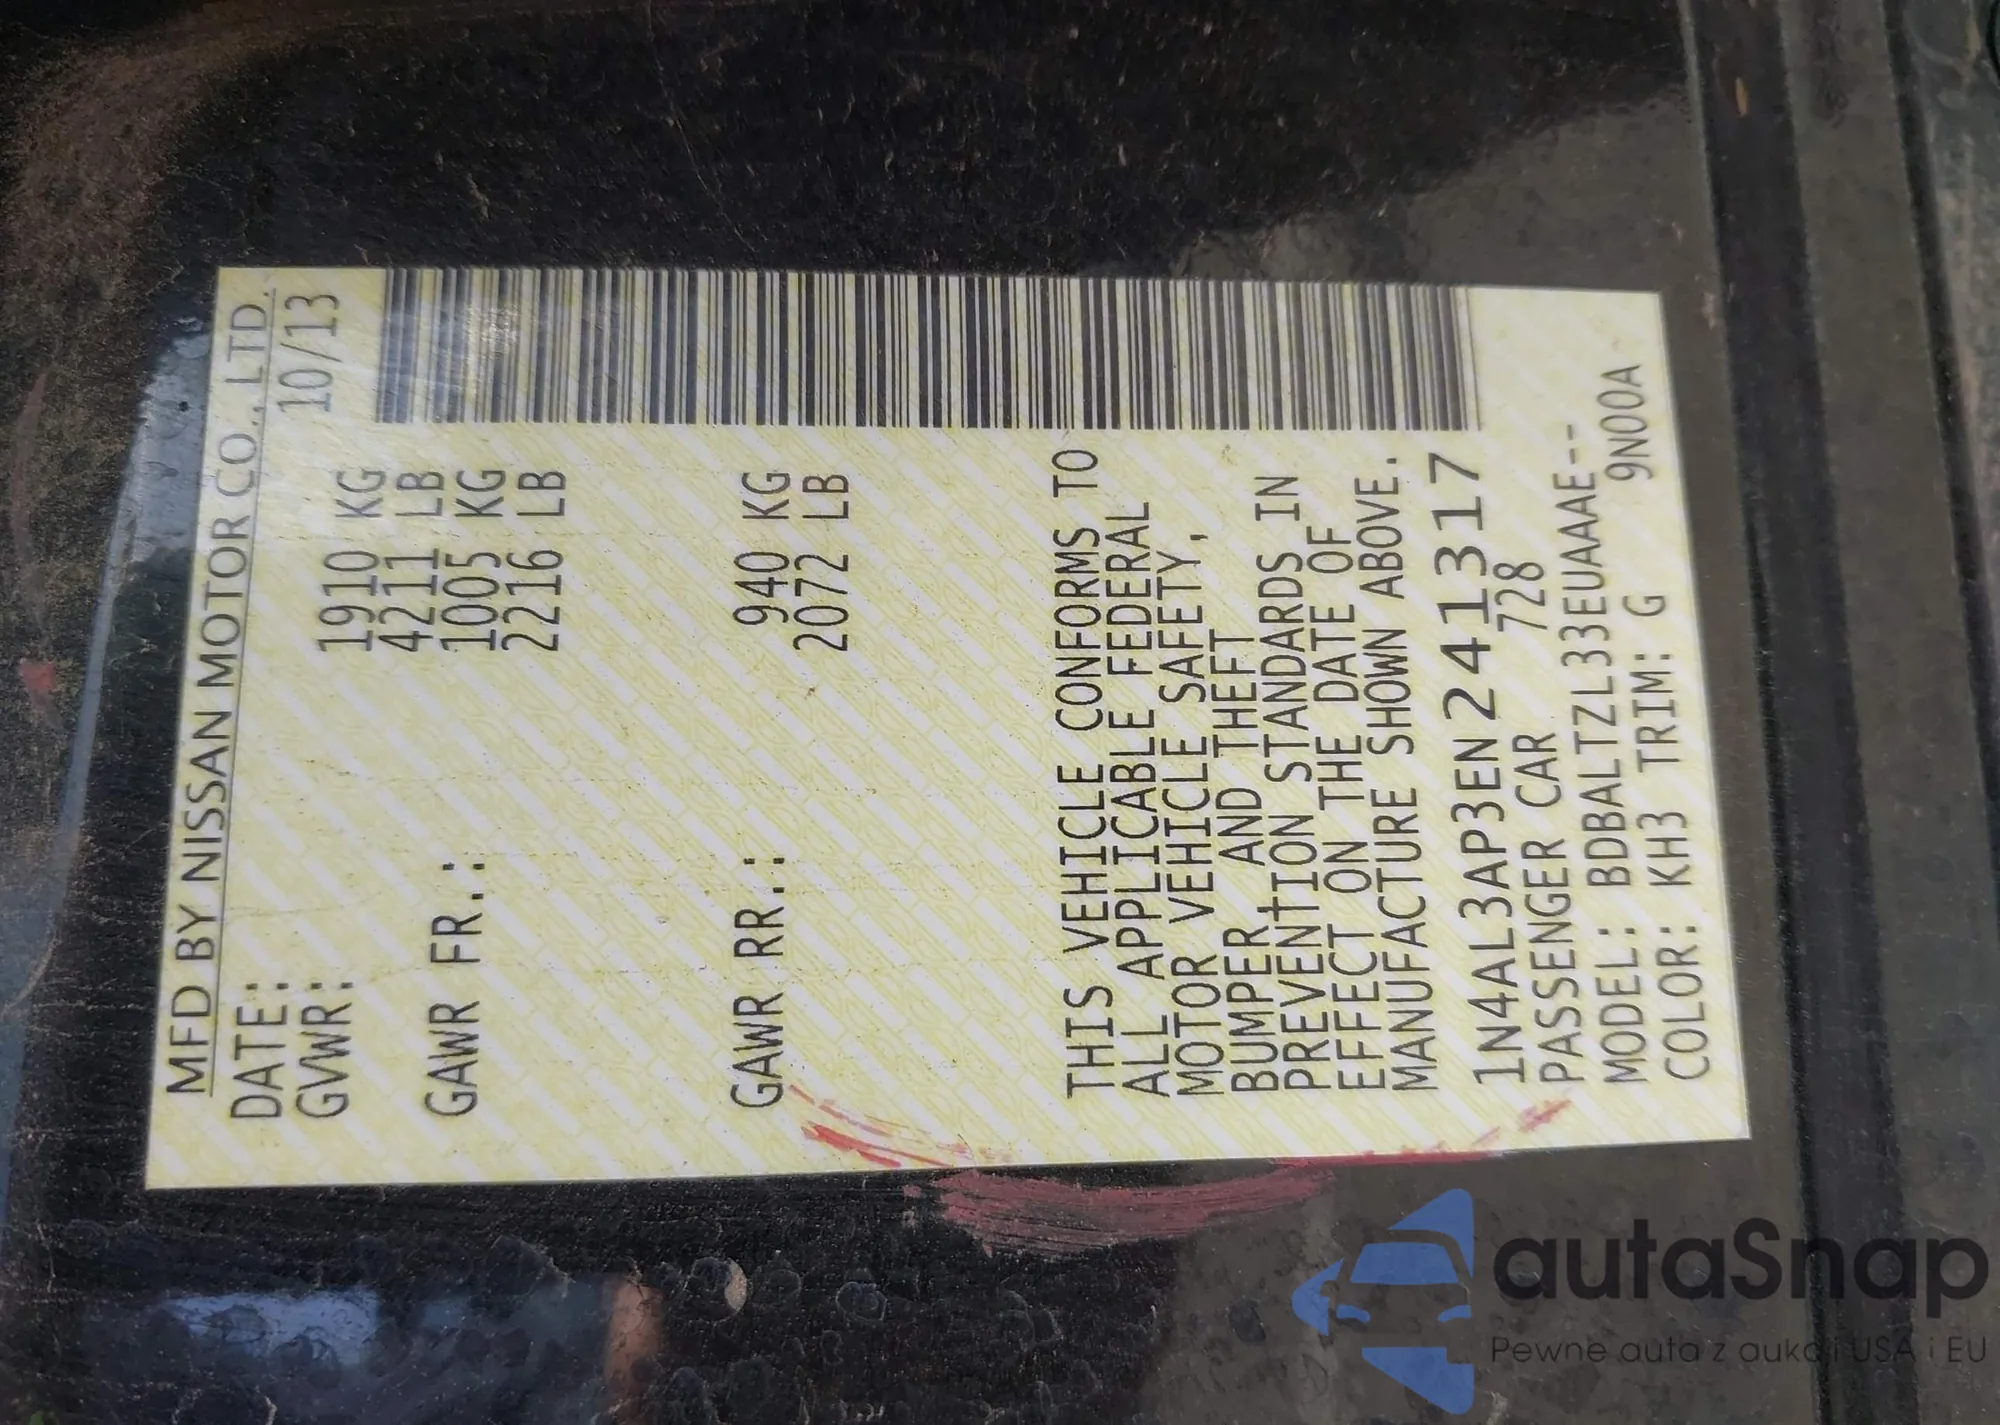 MFD BY NISSAN MOTOR CO., LTD.
DATE: 10/13
GVWR: 1910 KG
4211 LB
GAWR FR.: 1005 KG
2216 LB
GAWR RR.: 940 KG
2072 LB
THIS VEHICLE CONFORMS TO
ALL APPLICABLE FEDERAL
MOTOR VEHICLE SAFETY,
BUMPER AND THEFT
PREVENTION STANDARDS IN
EFFECT ON THE DATE OF
MANUFACTURE SHOWN ABOVE.
1N4AL3AP3EN241317
PASSENGER CAR 728
MODEL: BDBALTZL33EUAAAE--
COLOR: KH3 TRIM: G 9N00A
autaSnap
Pewne auta z aukcji USA i EU